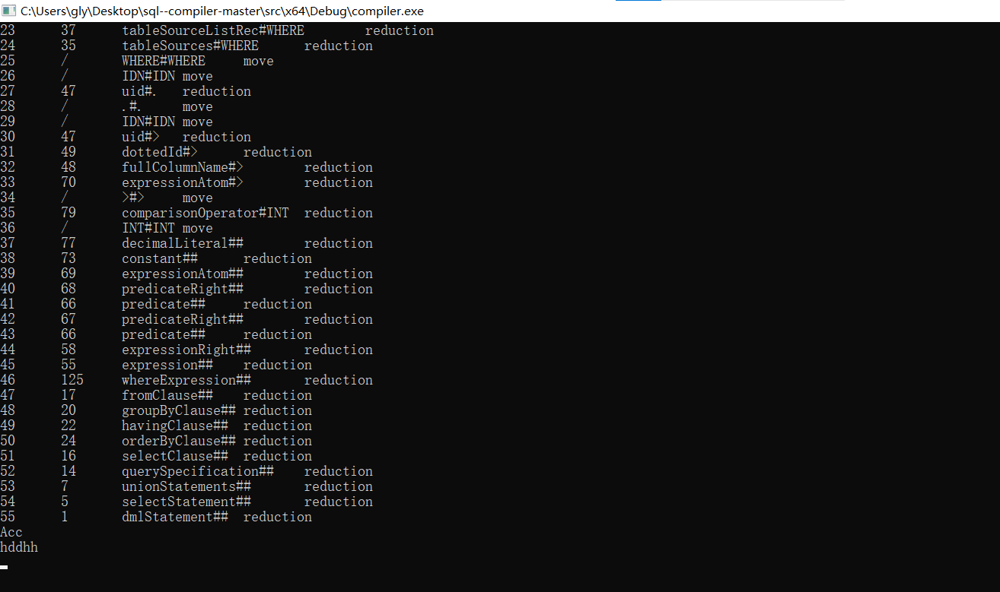 C:\Users\gly\Desktop\sql--compiler-master\src\x64\Debug\compiler.exe
23 37 tableSourceListRec#WHERE reduction
24 35 tableSources#WHERE reduction
25 / WHERE#WHERE move
26 / IDN#IDN move
27 47 uid#. reduction
28 / .#. move
29 / IDN#IDN move
30 47 uid#> reduction
31 49 dottedId#> reduction
32 48 fullColumnName#> reduction
33 70 expressionAtom#> reduction
34 / >#> move
35 79 comparisonOperator#INT reduction
36 / INT#INT move
37 77 decimalLiteral## reduction
38 73 constant## reduction
39 69 expressionAtom## reduction
40 68 predicateRight## reduction
41 66 predicate## reduction
42 67 predicateRight## reduction
43 66 predicate## reduction
44 58 expressionRight## reduction
45 55 expression## reduction
46 125 whereExpression## reduction
47 17 fromClause## reduction
48 20 groupByClause## reduction
49 22 havingClause## reduction
50 24 orderByClause## reduction
51 16 selectClause## reduction
52 14 querySpecification## reduction
53 7 unionStatements## reduction
54 5 selectStatement## reduction
55 1 dmlStatement## reduction
Acc
hddhh